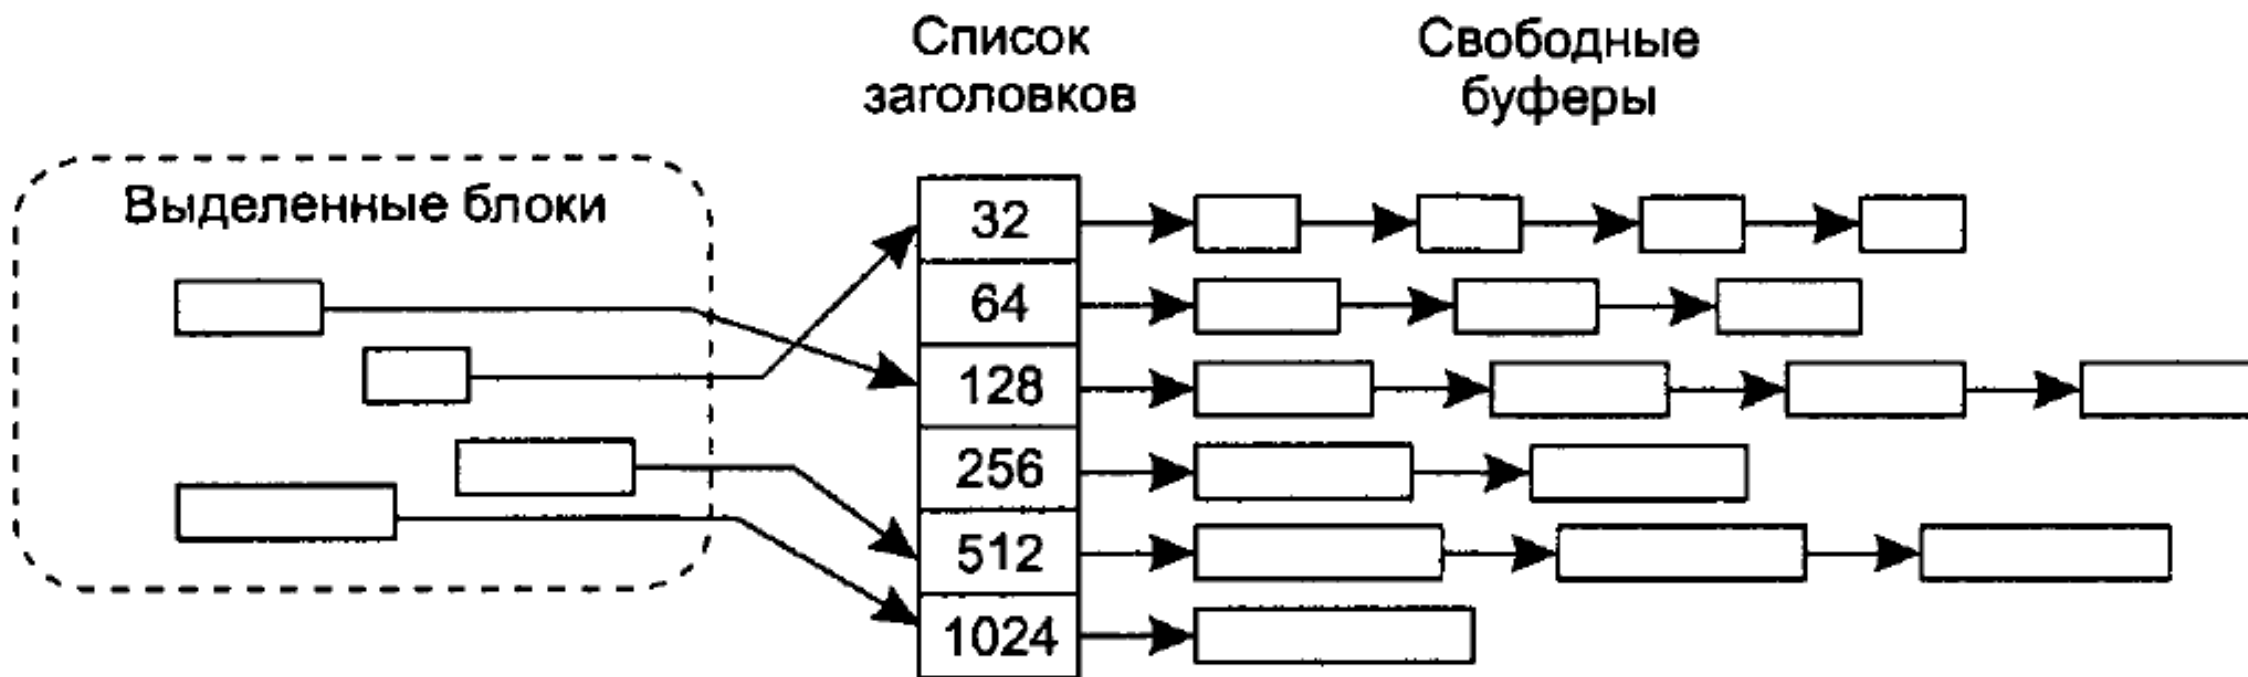 Список
заголовков
Свободные
буферы
Выделенные блоки
32
64
128
256
512
1024